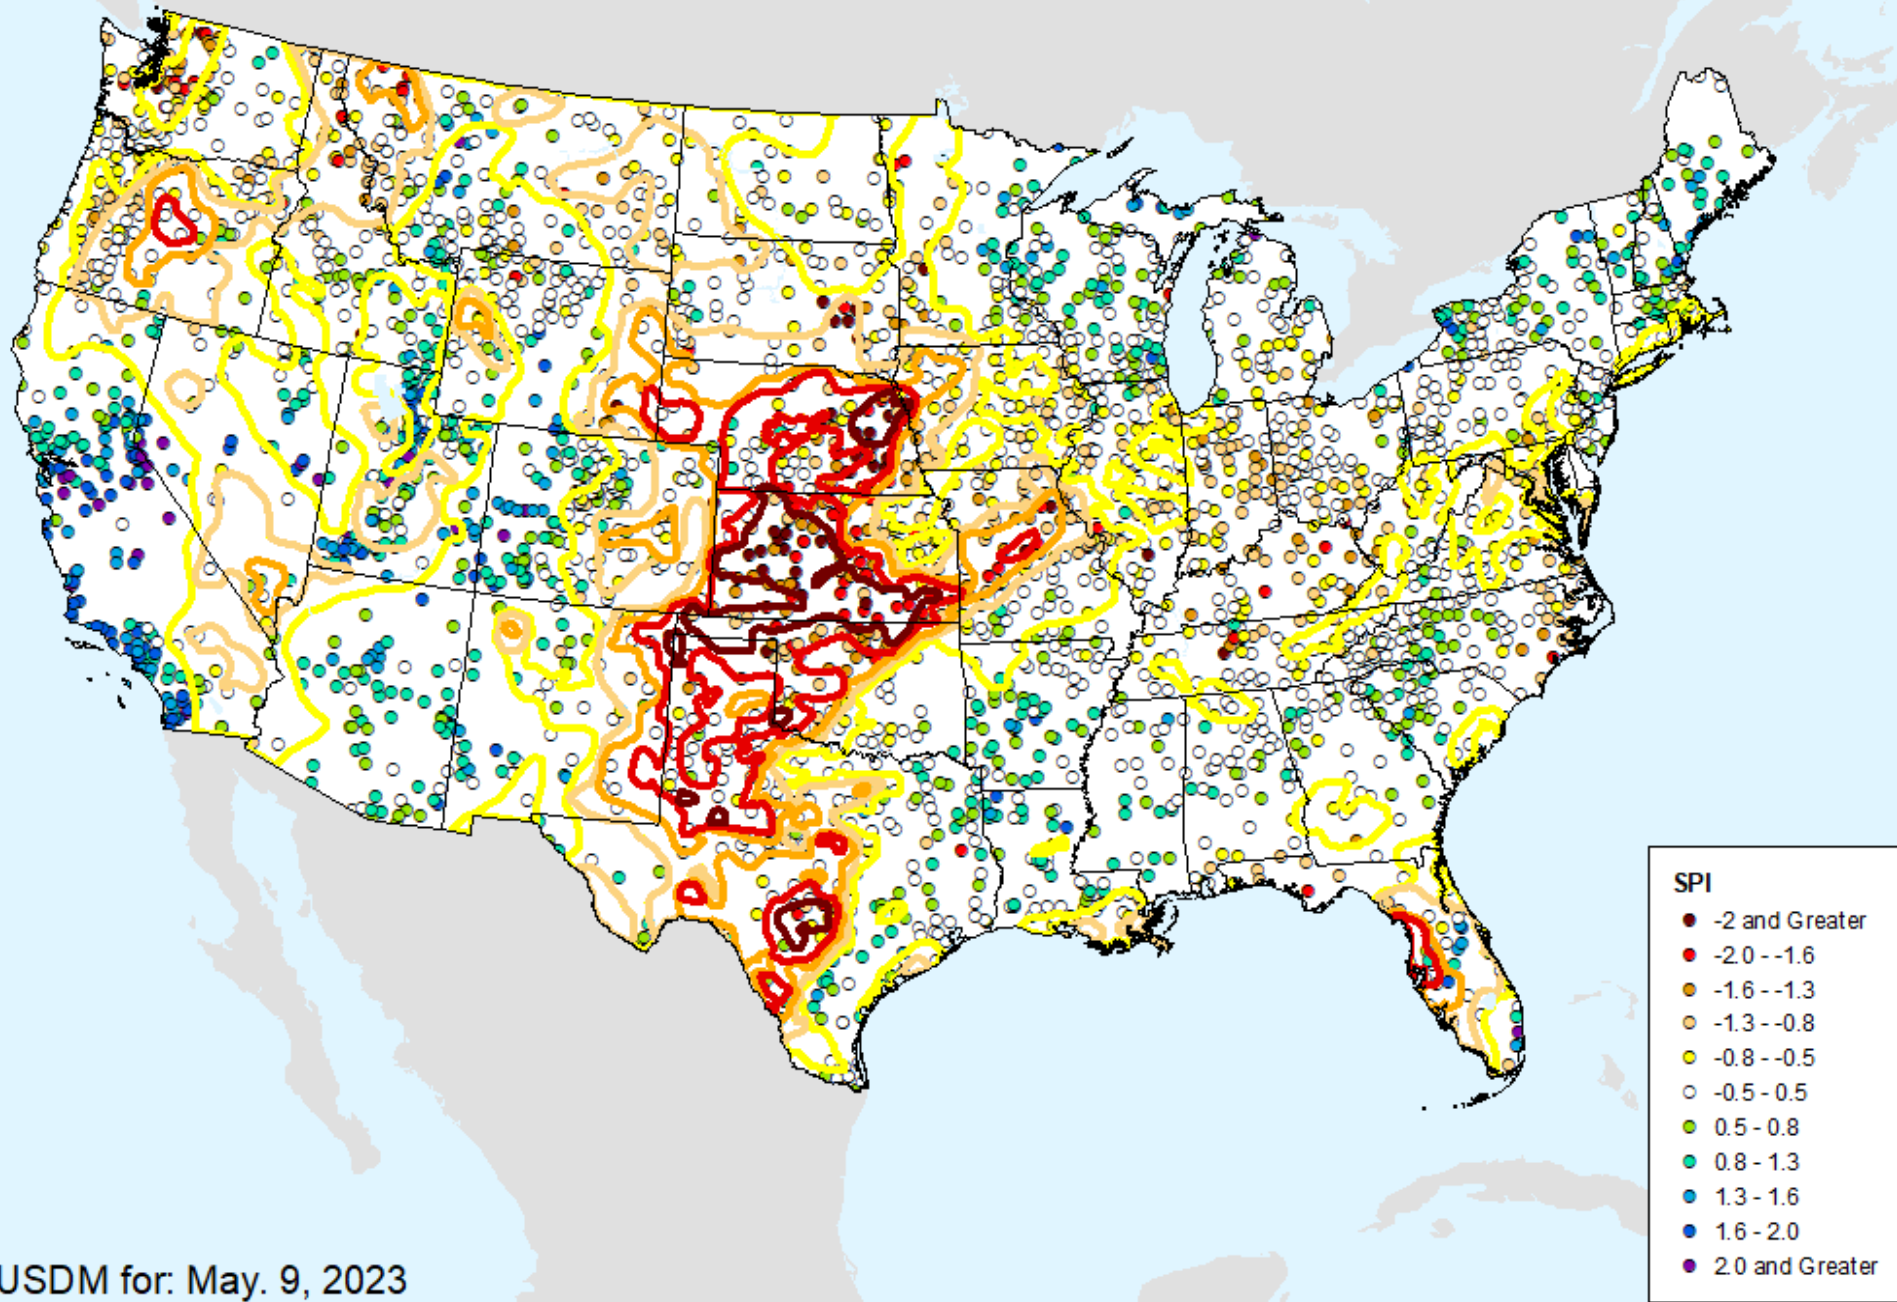 SPI
-2 and Greater
-2.0 - -1.6
-1.6 - -1.3
-1.3 - -0.8
-0.8 - -0.5
-0.5 - 0.5
0.5 - 0.8
0.8 - 1.3
1.3 - 1.6
1.6 - 2.0
2.0 and Greater
USDM for: May. 9, 2023